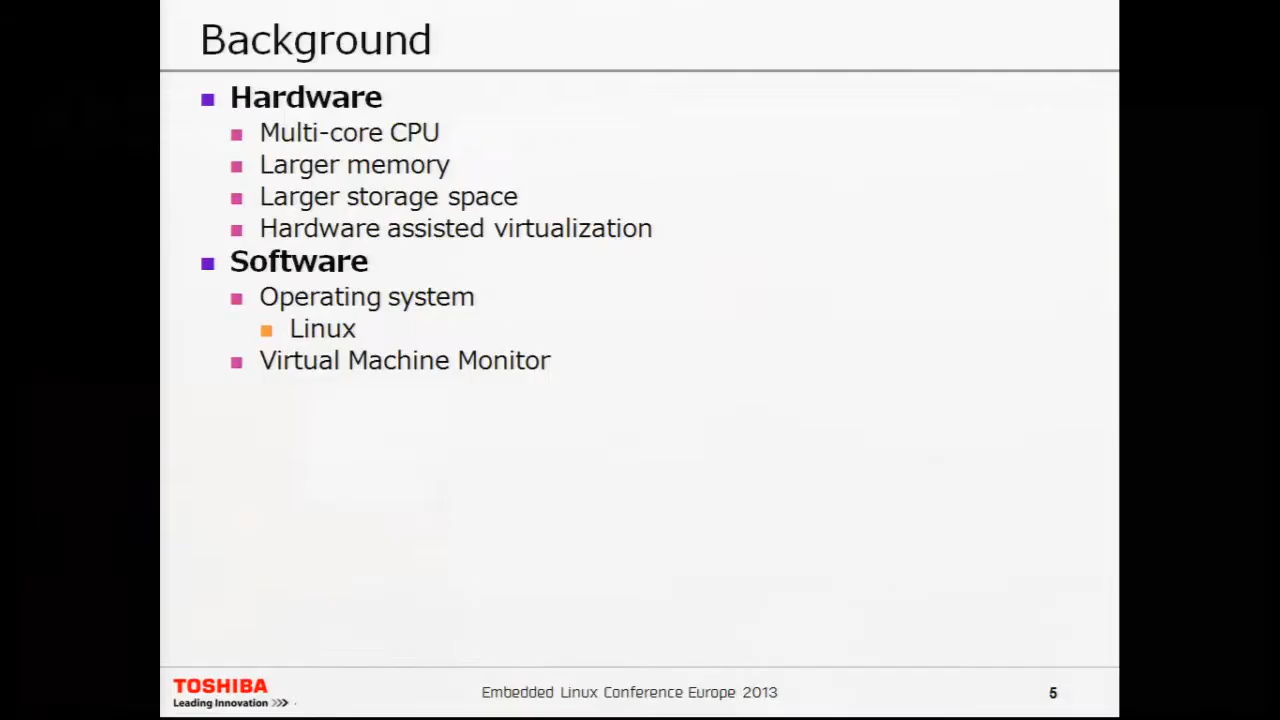 Background
Hardware
Multi-core CPU
Larger memory
Larger storage space
Hardware assisted virtualization
Software
Operating system
Linux
Virtual Machine Monitor
TOSHIBA
Leading Innovation >>>
Embedded Linux Conference Europe 2013
5